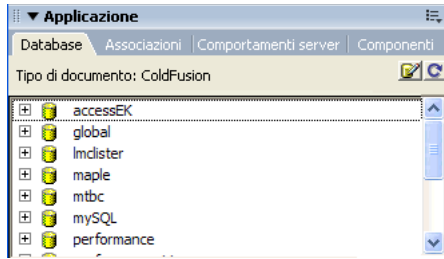 Applicazione
Database Associazioni Comportamenti server Componenti
Tipo di documento: ColdFusion
accessEK
global
lmclister
maple
mtbc
mySQL
performance